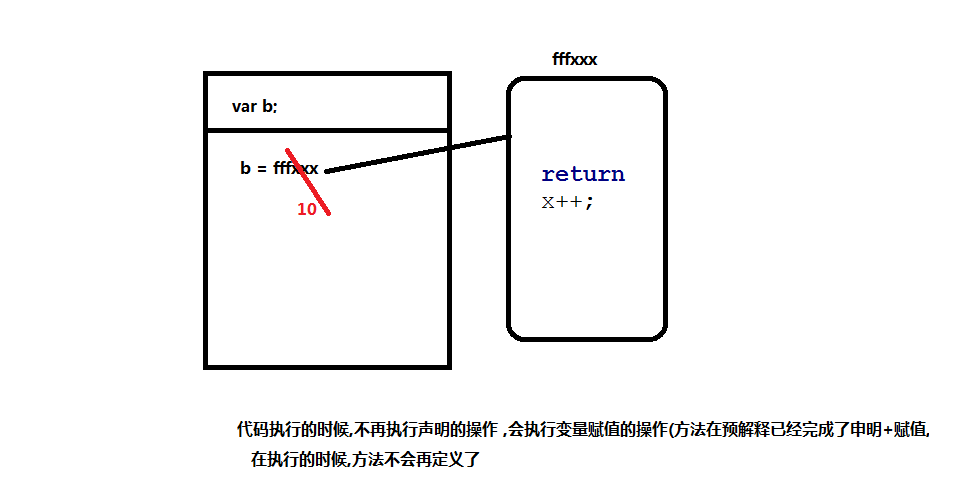 fffxxx
var b;
b = fffxxx
10
return
x++;
代码执行的时候,不再执行声明的操作 ,会执行变量赋值的操作(方法在预解释已经完成了申明+赋值,
在执行的时候,方法不会再定义了